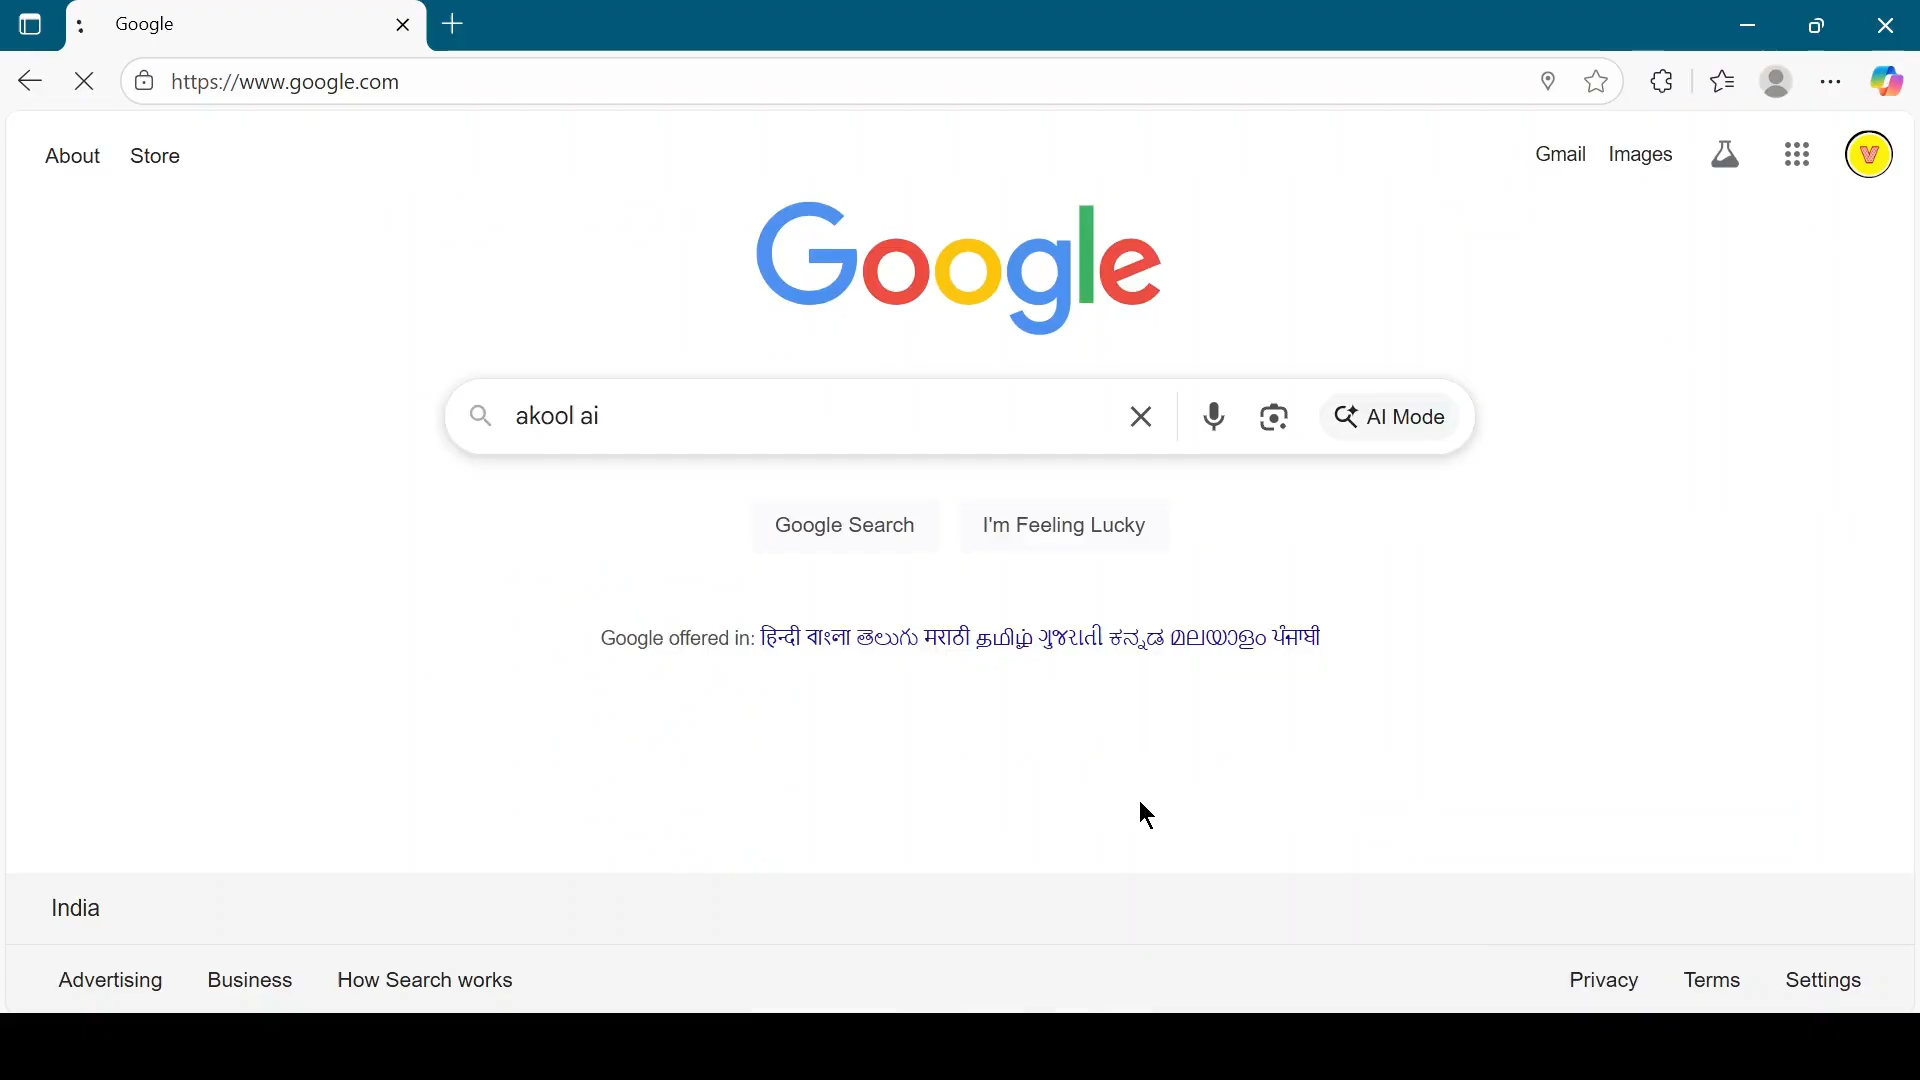 Google
https://www.google.com
About Store
Gmail Images
V
Google
akool ai
AI Mode
Google Search I'm Feeling Lucky
Google offered in: हिन्दी বাংলা తెలుగు मराठी தமிழ் ગુજરાતી ಕನ್ನಡ മലയാളം ਪੰਜਾਬੀ
India
Advertising Business How Search works
Privacy Terms Settings